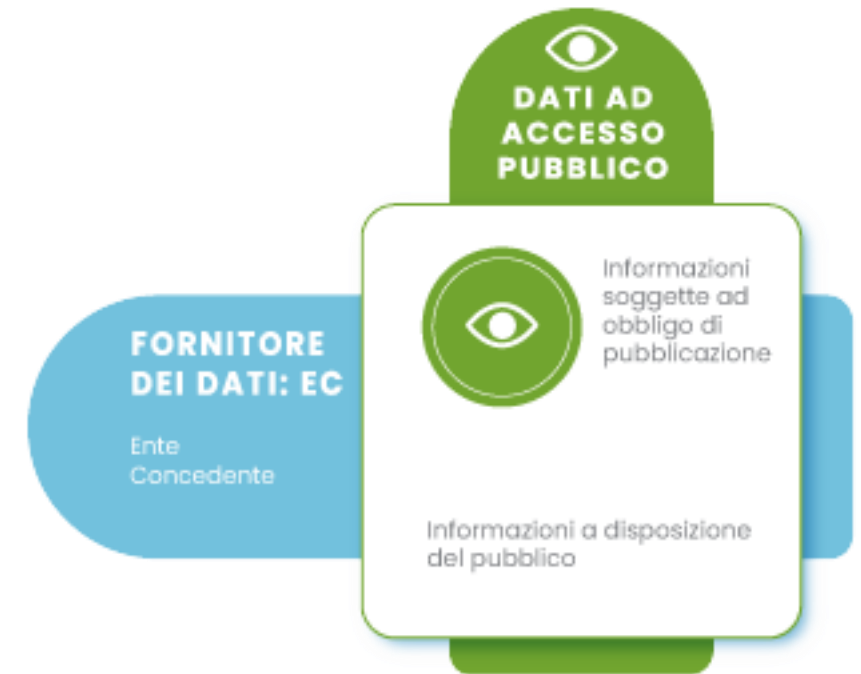 DATI AD
ACCESSO
PUBBLICO
FORNITORE
DEI DATI: EC
Ente
Concedente
Informazioni
soggette ad
obbligo di
pubblicazione
Informazioni a disposizione
del pubblico